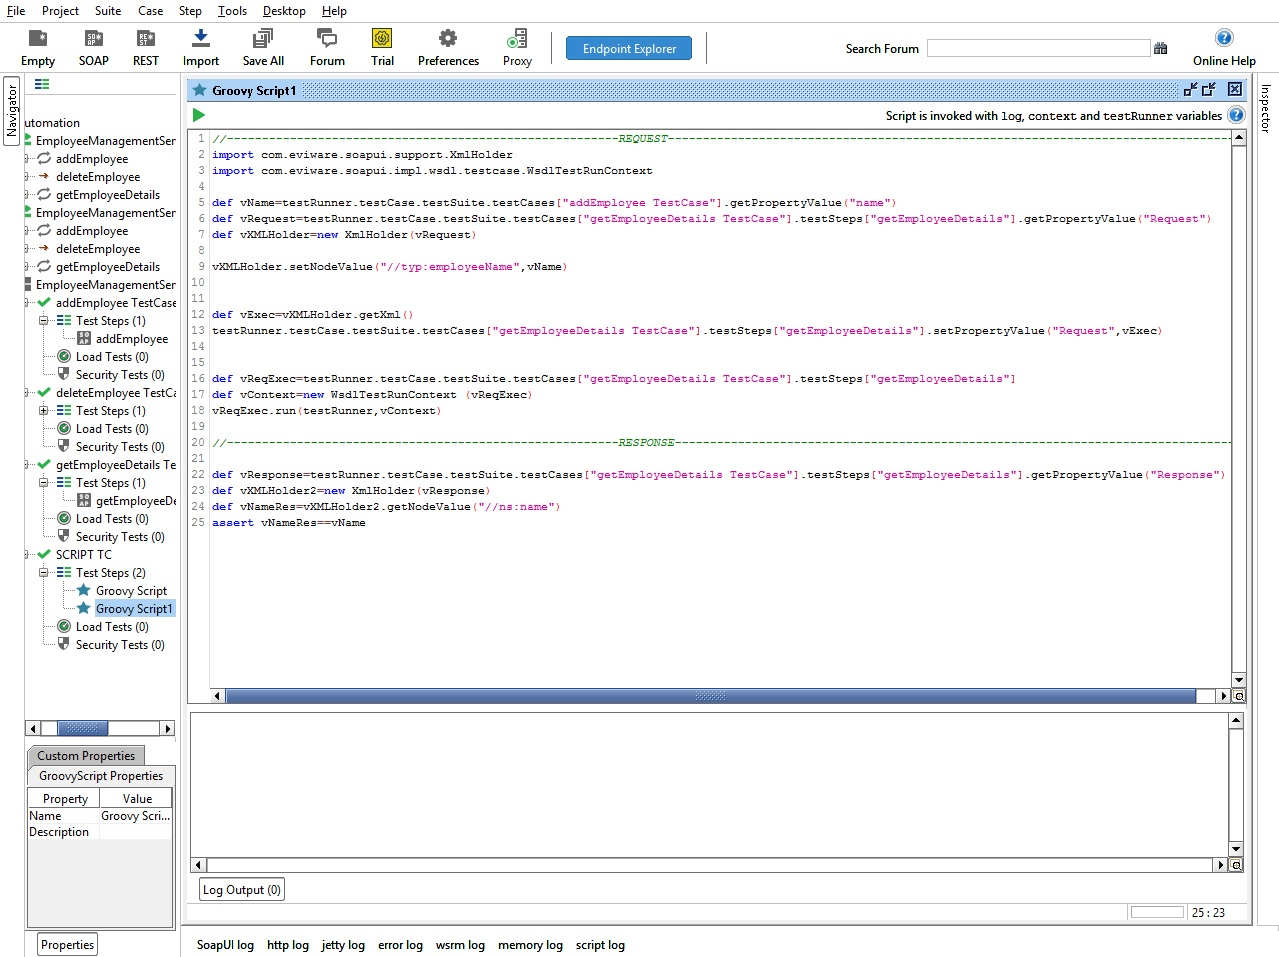 File Project Suite Case Step Tools Desktop Help
Empty SOAP REST Import Save All Forum Trial Preferences Proxy Endpoint Explorer Search Forum Online Help
Navigator
Inspector
Groovy Script1
Script is invoked with log, context and testRunner variables
utomation
EmployeeManagementSer
addEmployee
deleteEmployee
getEmployeeDetails
EmployeeManagementSer
addEmployee
deleteEmployee
getEmployeeDetails
EmployeeManagementSer
addEmployee TestCase
Test Steps (1)
addEmployee
Load Tests (0)
Security Tests (0)
deleteEmployee TestCa
Test Steps (1)
Load Tests (0)
Security Tests (0)
getEmployeeDetails Te
Test Steps (1)
getEmployeeDe
Load Tests (0)
Security Tests (0)
SCRIPT TC
Test Steps (2)
Groovy Script
Groovy Script1
Load Tests (0)
Security Tests (0)
1 //--------------------------------------------------------REQUEST--------------------------------------------------------------------------------
2 import com.eviware.soapui.support.XmlHolder
3 import com.eviware.soapui.impl.wsdl.testcase.WsdlTestRunContext
4
5 def vName=testRunner.testCase.testSuite.testCases["addEmployee TestCase"].getPropertyValue("name")
6 def vRequest=testRunner.testCase.testSuite.testCases["getEmployeeDetails TestCase"].testSteps["getEmployeeDetails"].getPropertyValue("Request")
7 def vXMLHolder=new XmlHolder(vRequest)
8
9 vXMLHolder.setNodeValue("//typ:employeeName",vName)
10
11
12 def vExec=vXMLHolder.getXml()
13 testRunner.testCase.testSuite.testCases["getEmployeeDetails TestCase"].testSteps["getEmployeeDetails"].setPropertyValue("Request",vExec)
14
15
16 def vReqExec=testRunner.testCase.testSuite.testCases["getEmployeeDetails TestCase"].testSteps["getEmployeeDetails"]
17 def vContext=new WsdlTestRunContext (vReqExec)
18 vReqExec.run(testRunner,vContext)
19
20 //--------------------------------------------------------RESPONSE-------------------------------------------------------------------------------
21
22 def vResponse=testRunner.testCase.testSuite.testCases["getEmployeeDetails TestCase"].testSteps["getEmployeeDetails"].getPropertyValue("Response")
23 def vXMLHolder2=new XmlHolder(vResponse)
24 def vNameRes=vXMLHolder2.getNodeValue("//ns:name")
25 assert vNameRes==vName
Custom Properties
GroovyScript Properties
Property Value
Name Groovy Scri...
Description
Properties
Log Output (0)
25 : 23
SoapUI log http log jetty log error log wsrm log memory log script log